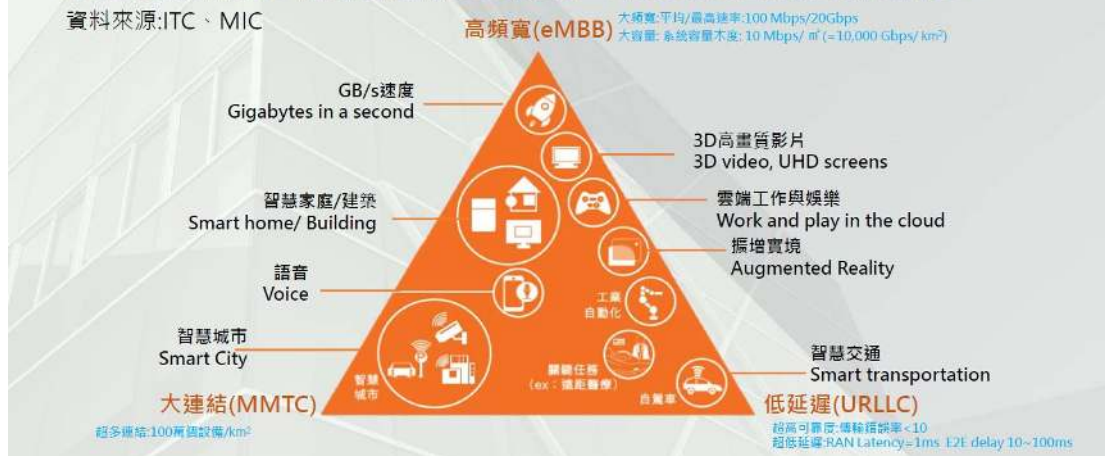 資料來源:ITC、MIC
高頻寬(eMBB)
大頻寬:平均/最高速率:100 Mbps/20Gbps
大容量: 系統容量木度: 10 Mbps/ ㎡(=10,000 Gbps/ km²)
GB/s速度
Gigabytes in a second
3D高畫質影片
3D video, UHD screens
智慧家庭/建築
Smart home/ Building
雲端工作與娛樂
Work and play in the cloud
擴增實境
Augmented Reality
語音
Voice
工業
自動化
智慧城市
Smart City
智慧
城市
關鍵任務
(ex：遠距醫療)
自駕車
智慧交通
Smart transportation
大連結(MMTC)
超多連結:100萬個設備/km²
低延遲(URLLC)
超高可靠度:傳輸錯誤率<10
超低延遲:RAN Latency=1ms E2E delay 10~100ms